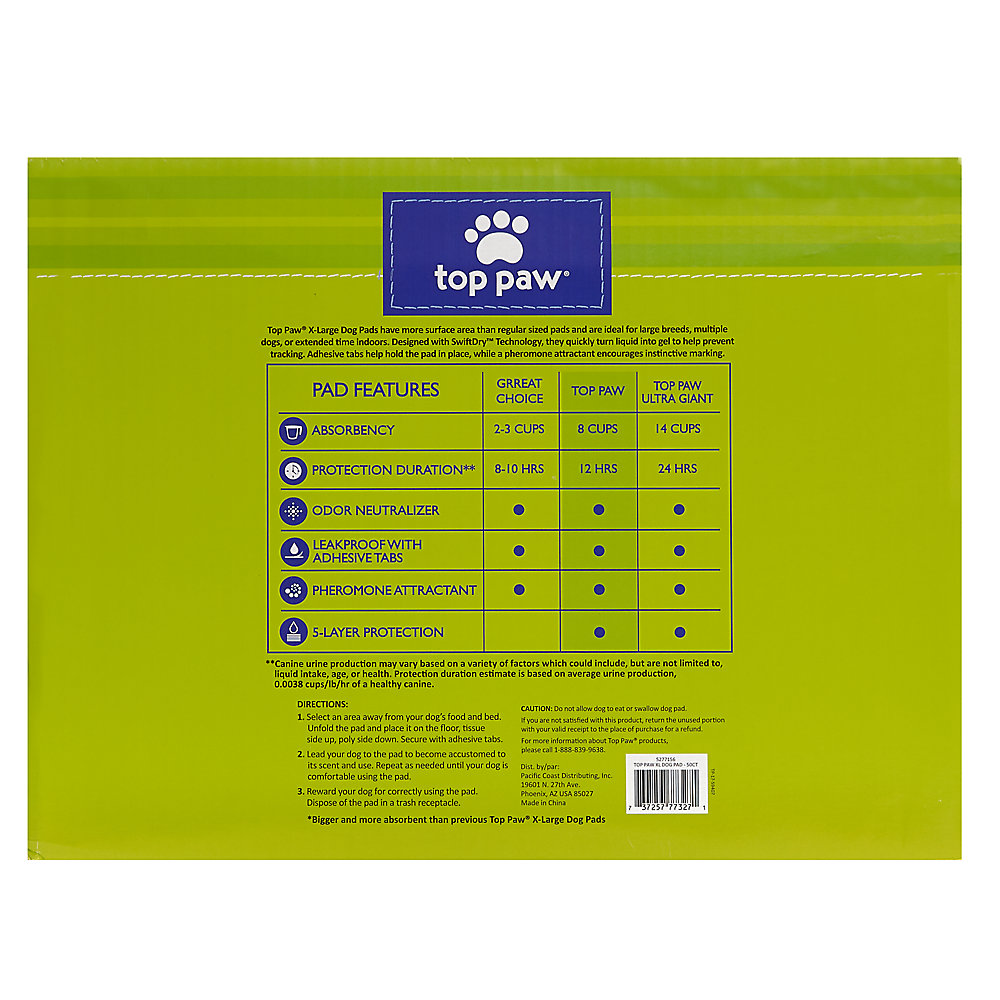 top paw®
Top Paw® X-Large Dog Pads have more surface area than regular sized pads and are ideal for large breeds, multiple
dogs, or extended time indoors. Designed with SwiftDry™ Technology, they quickly turn liquid into gel to help prevent
tracking. Adhesive tabs help hold the pad in place, while a pheromone attractant encourages instinctive marking.
PAD FEATURES
GRREAT
CHOICE
TOP PAW
TOP PAW
ULTRA GIANT
ABSORBENCY 2-3 CUPS 8 CUPS 14 CUPS
PROTECTION DURATION** 8-10 HRS 12 HRS 24 HRS
ODOR NEUTRALIZER
LEAKPROOF WITH
ADHESIVE TABS
PHEROMONE ATTRACTANT
5-LAYER PROTECTION
**Canine urine production may vary based on a variety of factors which could include, but are not limited to,
liquid intake, age, or health. Protection duration estimate is based on average urine production,
0.0038 cups/lb/hr of a healthy canine.
DIRECTIONS:
1. Select an area away from your dog's food and bed.
Unfold the pad and place it on the floor, tissue
side up, poly side down. Secure with adhesive tabs.
2. Lead your dog to the pad to become accustomed to
its scent and use. Repeat as needed until your dog is
comfortable using the pad.
3. Reward your dog for correctly using the pad.
Dispose of the pad in a trash receptacle.
*Bigger and more absorbent than previous Top Paw® X-Large Dog Pads
CAUTION: Do not allow dog to eat or swallow dog pad.
If you are not satisfied with this product, return the unused portion
with your valid receipt to the place of purchase for a refund.
For more information about Top Paw® products,
please call 1-888-839-9638.
Dist. by/par:
Pacific Coast Distributing, Inc.
19601 N. 27th Ave.
Phoenix, AZ USA 85027
Made in China
5277156
TOP PAW XL DOG PAD - 50CT
7 37257 77327 1